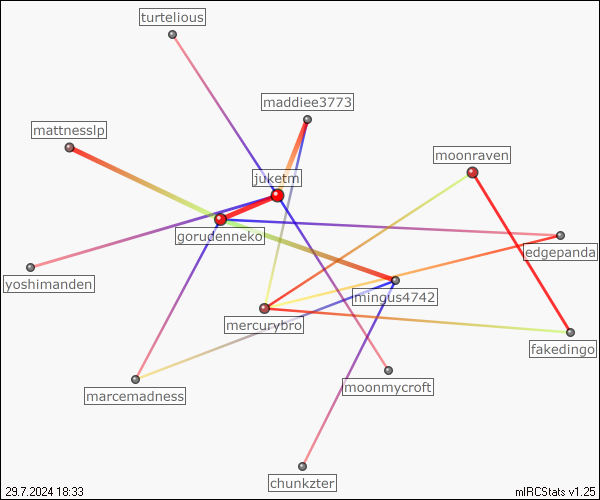 turtelious
maddiee3773
mattnesslp
moonraven
juketm
gorudenneko
edgepanda
yoshimanden
mingus4742
mercurybro
fakedingo
moonmycroft
marcemadness
chunkzter
29.7.2024 18:33
mIRCStats v1.25